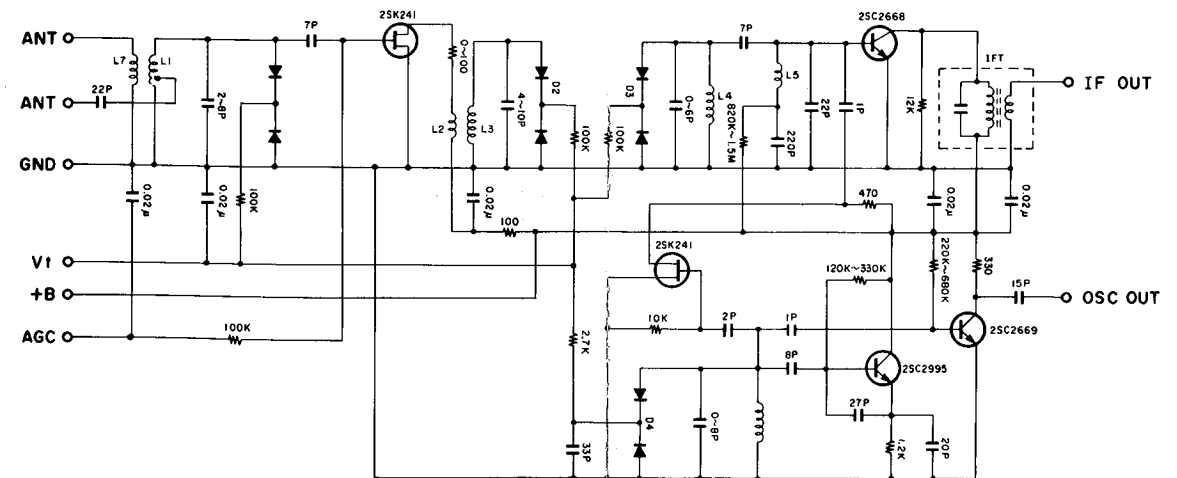 2SK241
2SC2668
7P
7P
ANT
L7
L1
0~100
IFT
22P
ANT
2~8P
L2
L3
4~10P
D2
100K
100K
D3
0~6P
L4
820K~1.5M
L5
220P
22P
1P
12K
IF OUT
GND
0.02μ
0.02μ
100K
0.02μ
100
470
0.02μ
0.02μ
2SK241
220K~680K
330
Vt
120K~330K
15P
+B
OSC OUT
AGC
100K
2.7K
10K
2P
1P
2SC2669
8P
2SC2995
D4
0~8P
27P
33P
1.2K
20P